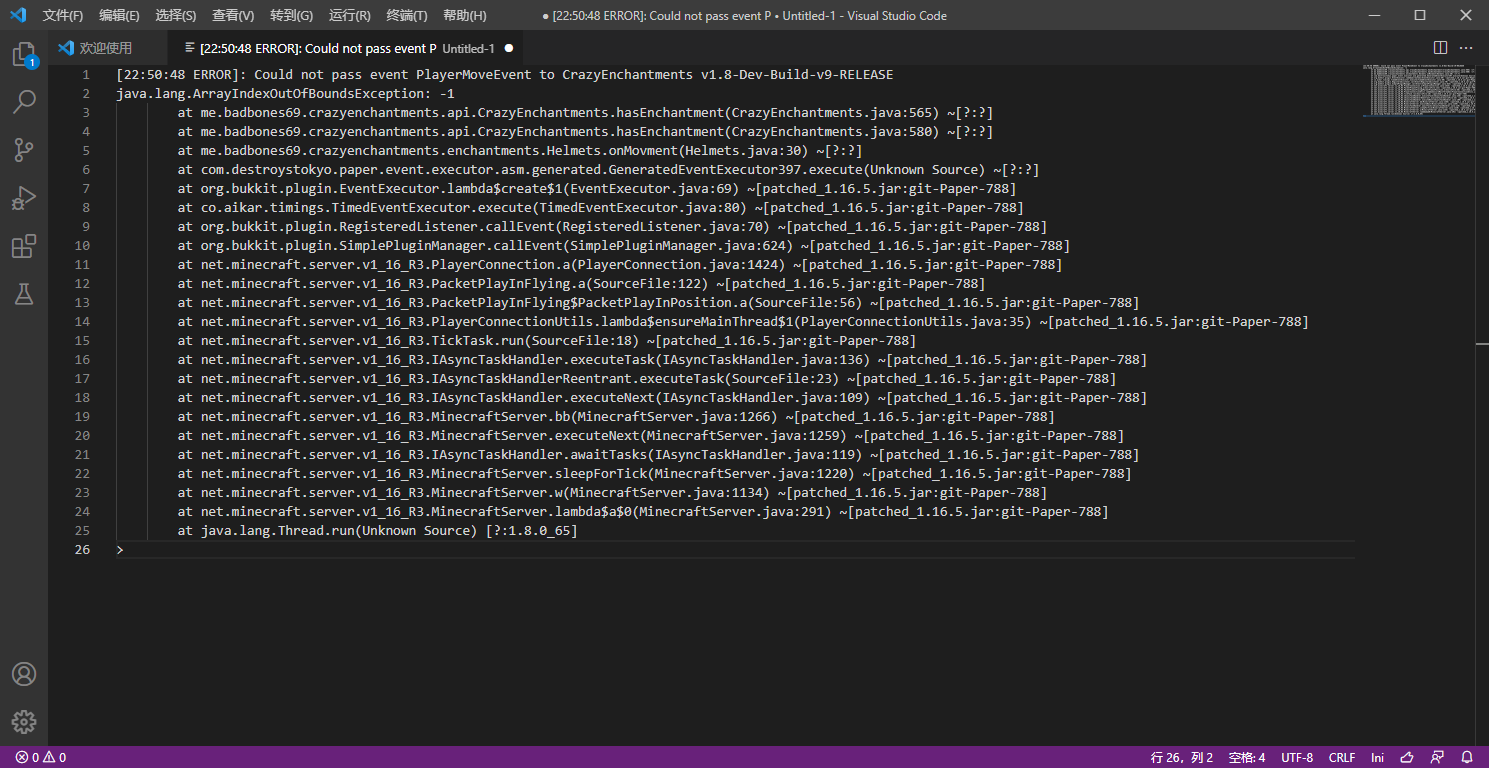 文件(F) 编辑(E) 选择(S) 查看(V) 转到(G) 运行(R) 终端(T) 帮助(H) ● [22:50:48 ERROR]: Could not pass event P • Untitled-1 - Visual Studio Code
欢迎使用 [22:50:48 ERROR]: Could not pass event P Untitled-1 ●
1
1 [22:50:48 ERROR]: Could not pass event PlayerMoveEvent to CrazyEnchantments v1.8-Dev-Build-v9-RELEASE
2 java.lang.ArrayIndexOutOfBoundsException: -1
3 at me.badbones69.crazyenchantments.api.CrazyEnchantments.hasEnchantment(CrazyEnchantments.java:565) ~[?:?]
4 at me.badbones69.crazyenchantments.api.CrazyEnchantments.hasEnchantment(CrazyEnchantments.java:580) ~[?:?]
5 at me.badbones69.crazyenchantments.enchantments.Helmets.onMovment(Helmets.java:30) ~[?:?]
6 at com.destroystokyo.paper.event.executor.asm.generated.GeneratedEventExecutor397.execute(Unknown Source) ~[?:?]
7 at org.bukkit.plugin.EventExecutor.lambda$create$1(EventExecutor.java:69) ~[patched_1.16.5.jar:git-Paper-788]
8 at co.aikar.timings.TimedEventExecutor.execute(TimedEventExecutor.java:80) ~[patched_1.16.5.jar:git-Paper-788]
9 at org.bukkit.plugin.RegisteredListener.callEvent(RegisteredListener.java:70) ~[patched_1.16.5.jar:git-Paper-788]
10 at org.bukkit.plugin.SimplePluginManager.callEvent(SimplePluginManager.java:624) ~[patched_1.16.5.jar:git-Paper-788]
11 at net.minecraft.server.v1_16_R3.PlayerConnection.a(PlayerConnection.java:1424) ~[patched_1.16.5.jar:git-Paper-788]
12 at net.minecraft.server.v1_16_R3.PacketPlayInFlying.a(SourceFile:122) ~[patched_1.16.5.jar:git-Paper-788]
13 at net.minecraft.server.v1_16_R3.PacketPlayInFlying$PacketPlayInPosition.a(SourceFile:56) ~[patched_1.16.5.jar:git-Paper-788]
14 at net.minecraft.server.v1_16_R3.PlayerConnectionUtils.lambda$ensureMainThread$1(PlayerConnectionUtils.java:35) ~[patched_1.16.5.jar:git-Paper-788]
15 at net.minecraft.server.v1_16_R3.TickTask.run(SourceFile:18) ~[patched_1.16.5.jar:git-Paper-788]
16 at net.minecraft.server.v1_16_R3.IAsyncTaskHandler.executeTask(IAsyncTaskHandler.java:136) ~[patched_1.16.5.jar:git-Paper-788]
17 at net.minecraft.server.v1_16_R3.IAsyncTaskHandlerReentrant.executeTask(SourceFile:23) ~[patched_1.16.5.jar:git-Paper-788]
18 at net.minecraft.server.v1_16_R3.IAsyncTaskHandler.executeNext(IAsyncTaskHandler.java:109) ~[patched_1.16.5.jar:git-Paper-788]
19 at net.minecraft.server.v1_16_R3.MinecraftServer.bb(MinecraftServer.java:1266) ~[patched_1.16.5.jar:git-Paper-788]
20 at net.minecraft.server.v1_16_R3.MinecraftServer.executeNext(MinecraftServer.java:1259) ~[patched_1.16.5.jar:git-Paper-788]
21 at net.minecraft.server.v1_16_R3.IAsyncTaskHandler.awaitTasks(IAsyncTaskHandler.java:119) ~[patched_1.16.5.jar:git-Paper-788]
22 at net.minecraft.server.v1_16_R3.MinecraftServer.sleepForTick(MinecraftServer.java:1220) ~[patched_1.16.5.jar:git-Paper-788]
23 at net.minecraft.server.v1_16_R3.MinecraftServer.w(MinecraftServer.java:1134) ~[patched_1.16.5.jar:git-Paper-788]
24 at net.minecraft.server.v1_16_R3.MinecraftServer.lambda$a$0(MinecraftServer.java:291) ~[patched_1.16.5.jar:git-Paper-788]
25 at java.lang.Thread.run(Unknown Source) [?:1.8.0_65]
26 >
0 0 行 26，列 2 空格: 4 UTF-8 CRLF Ini